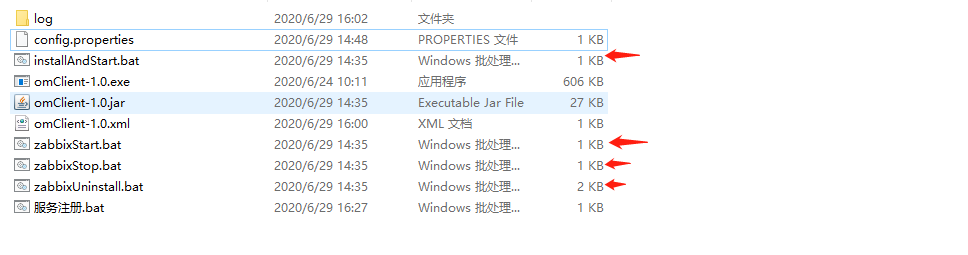 log 2020/6/29 16:02 文件夹
config.properties 2020/6/29 14:48 PROPERTIES 文件 1 KB
installAndStart.bat 2020/6/29 14:35 Windows 批处理... 1 KB
omClient-1.0.exe 2020/6/24 10:11 应用程序 606 KB
omClient-1.0.jar 2020/6/29 14:35 Executable Jar File 27 KB
omClient-1.0.xml 2020/6/29 16:00 XML 文档 1 KB
zabbixStart.bat 2020/6/29 14:35 Windows 批处理... 1 KB
zabbixStop.bat 2020/6/29 14:35 Windows 批处理... 1 KB
zabbixUninstall.bat 2020/6/29 14:35 Windows 批处理... 2 KB
服务注册.bat 2020/6/29 16:27 Windows 批处理... 1 KB